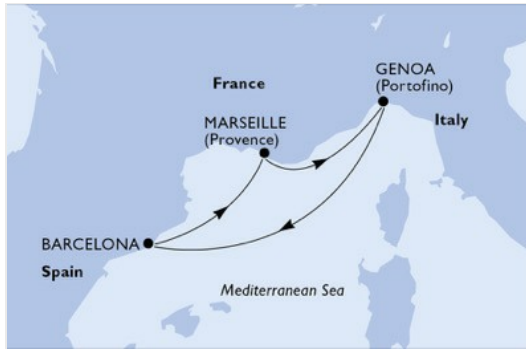 GENOA
(Portofino)
France
Italy
MARSEILLE
(Provence)
BARCELONA
Spain
Mediterranean Sea